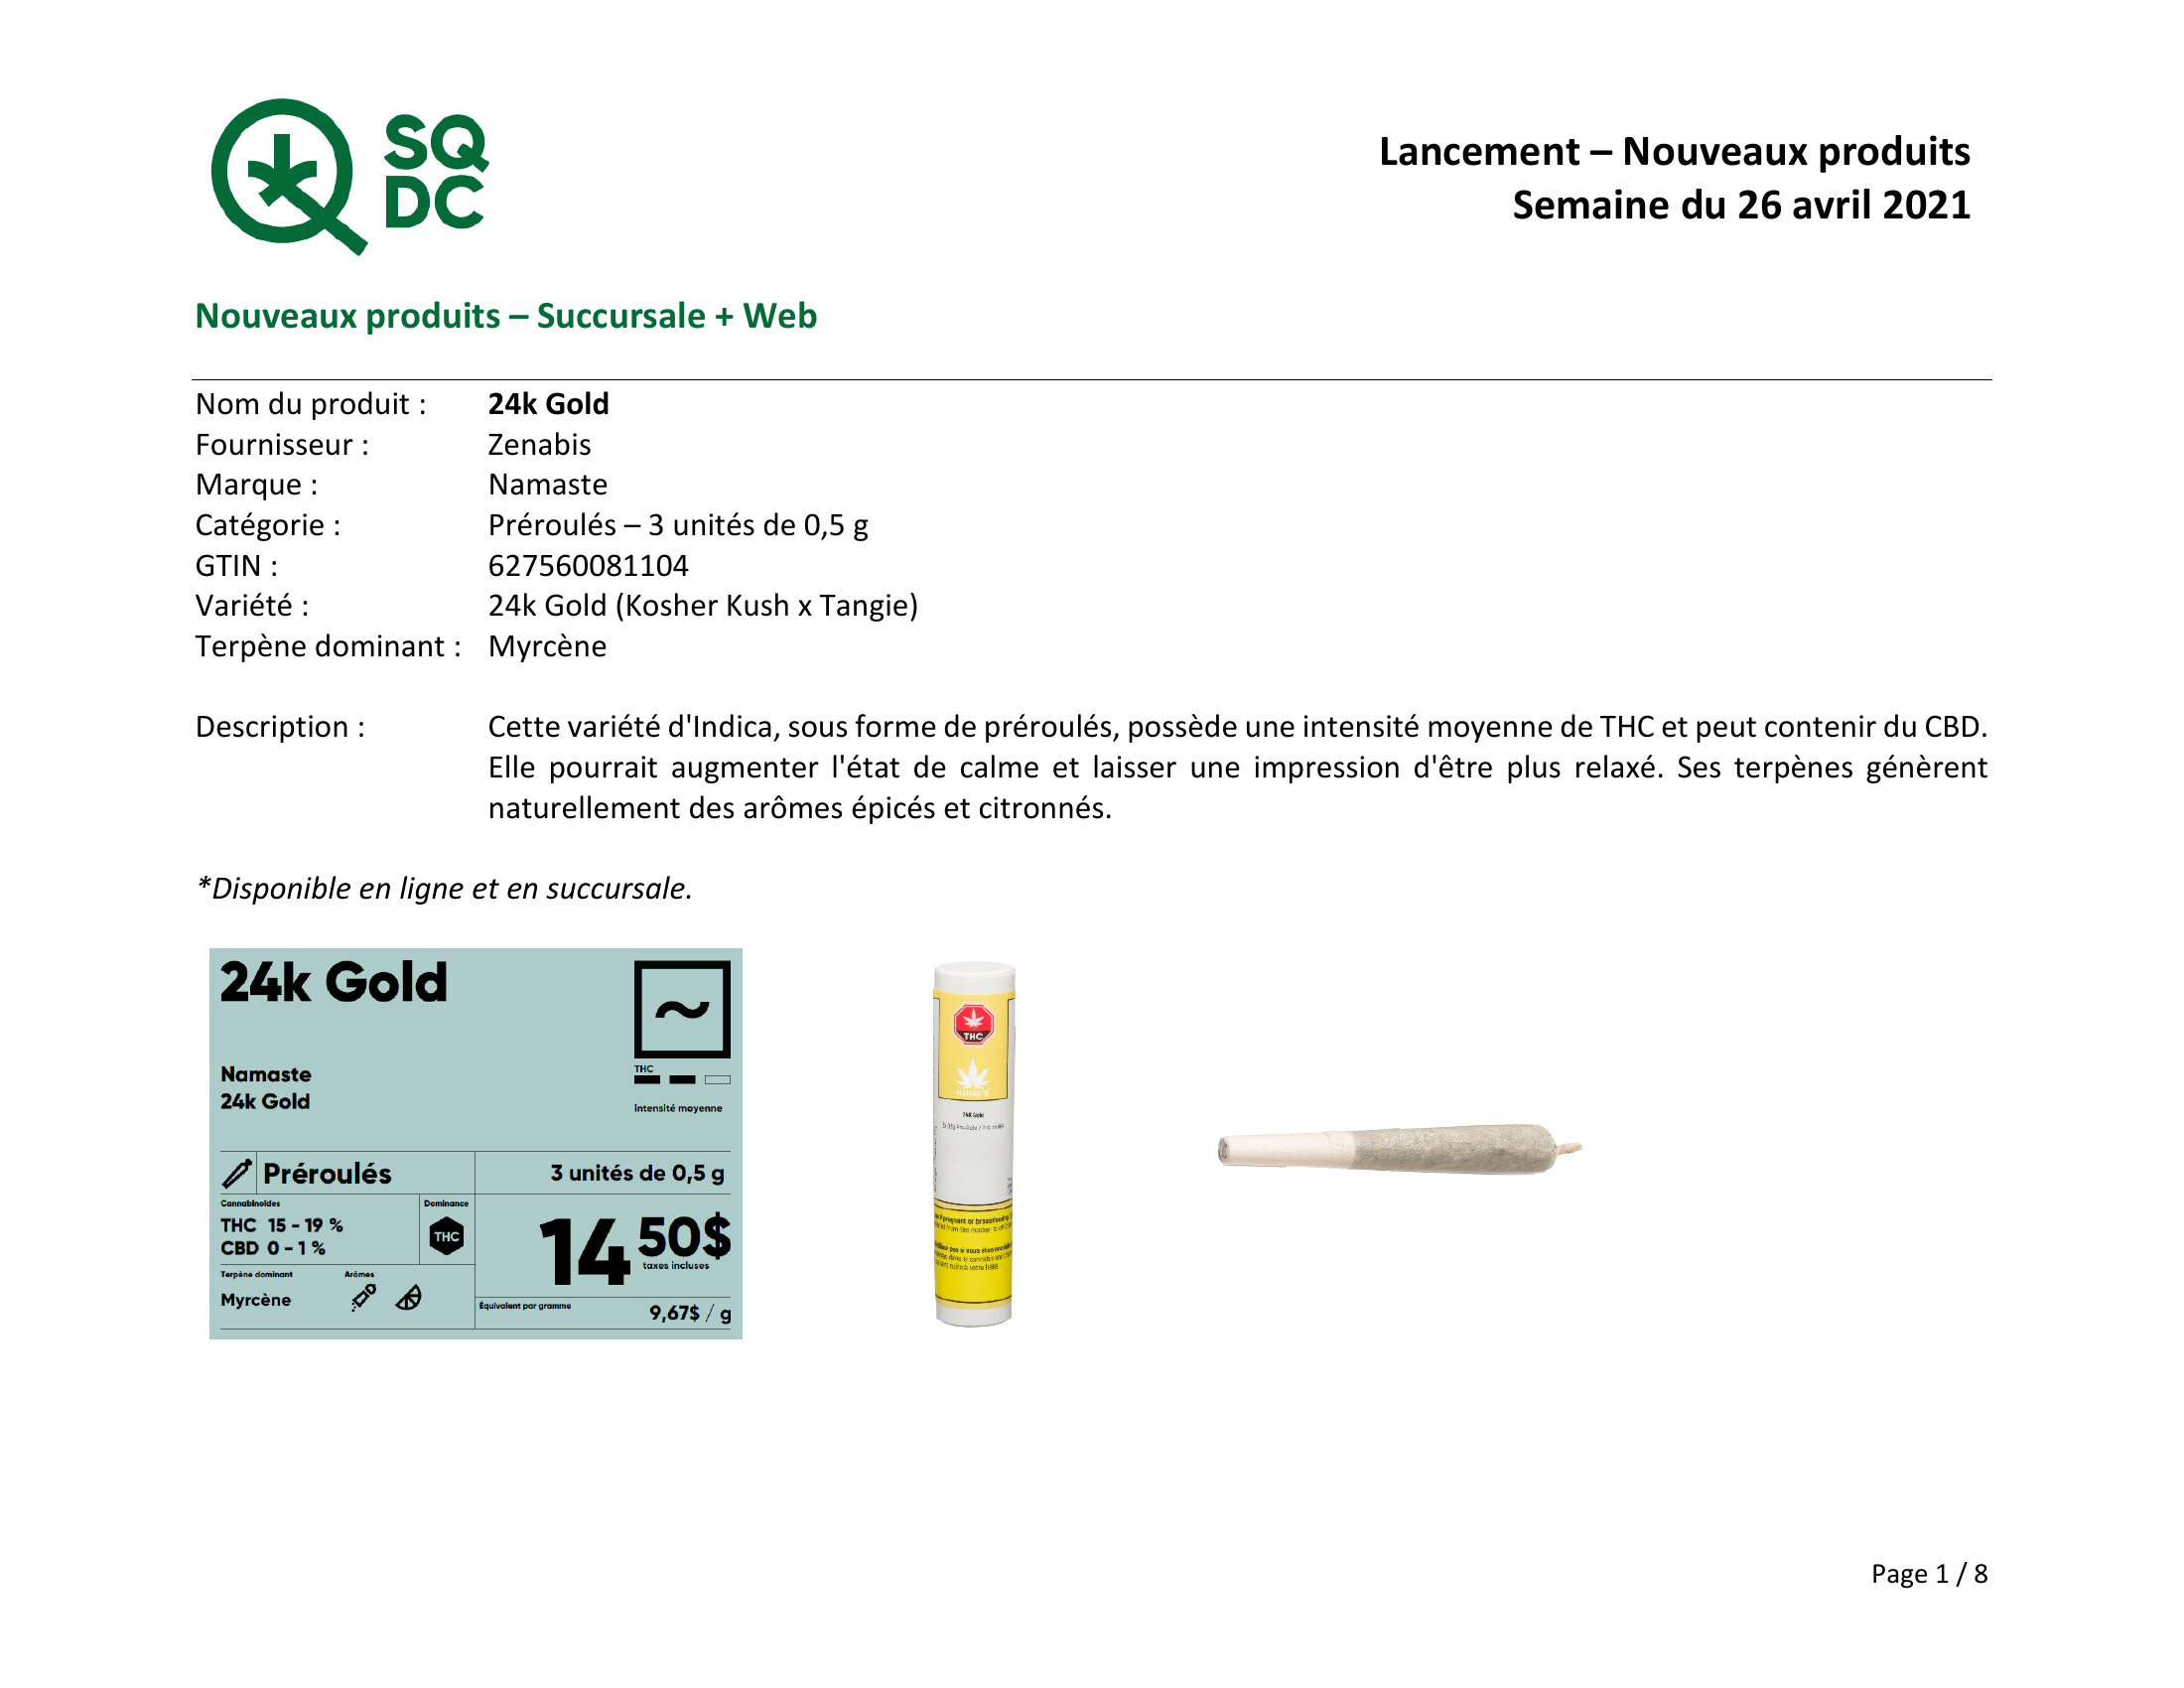 SQ
DC
Lancement – Nouveaux produits
Semaine du 26 avril 2021
Nouveaux produits – Succursale + Web
Nom du produit : 24k Gold
Fournisseur : Zenabis
Marque : Namaste
Catégorie : Préroulés – 3 unités de 0,5 g
GTIN : 627560081104
Variété : 24k Gold (Kosher Kush x Tangie)
Terpène dominant : Myrcène
Description : Cette variété d'Indica, sous forme de préroulés, possède une intensité moyenne de THC et peut contenir du CBD.
Elle pourrait augmenter l'état de calme et laisser une impression d'être plus relaxé. Ses terpènes génèrent
naturellement des arômes épicés et citronnés.
*Disponible en ligne et en succursale.
24k Gold
Namaste
24k Gold
THC
Intensité moyenne
Préroulés
3 unités de 0,5 g
Cannabinoïdes
Dominance
THC 15 - 19 %
CBD 0 - 1 %
THC
14 50$
taxes incluses
Terpène dominant
Arômes
Myrcène
Équivalent par gramme
9,67$ / g
THC
NAMASTE
24K Gold
pregnant or breastfeeding
Page 1 / 8